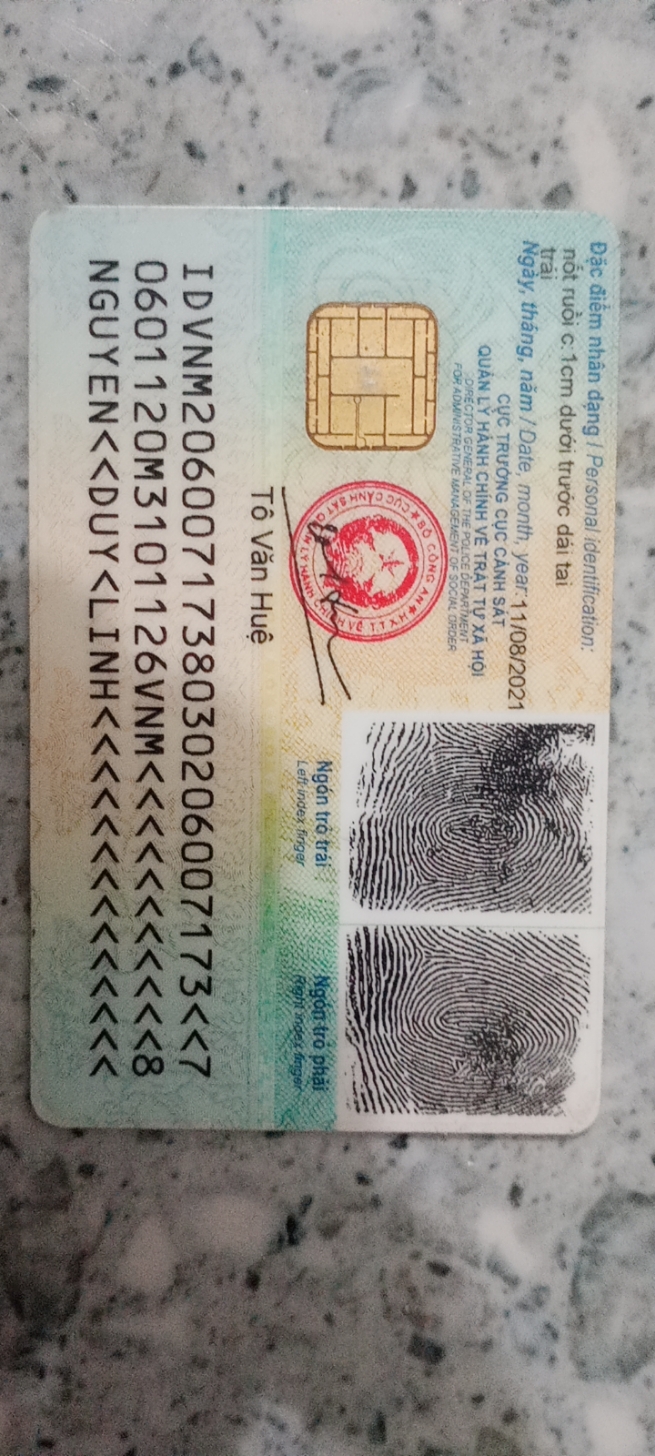 Đặc điểm nhân dạng / Personal identification:
nốt ruồi c:1cm dưới trước dái tai
trái
Ngày, tháng, năm / Date, month, year:11/08/2021
CỤC TRƯỞNG CỤC CẢNH SÁT
QUẢN LÝ HÀNH CHÍNH VỀ TRẬT TỰ XÃ HỘI
DIRECTOR GENERAL OF THE POLICE DEPARTMENT
FOR ADMINISTRATIVE MANAGEMENT OF SOCIAL ORDER
BỘ CÔNG AN
Tô Văn Huệ
Ngón trỏ trái
Left index finger
Ngón trỏ phải
Right index finger
IDVNM2060071738030206007173<<7
0601120M3101126VNM<<<<<<<<<<<8
NGUYEN<<DUY<LINH<<<<<<<<<<<<<<